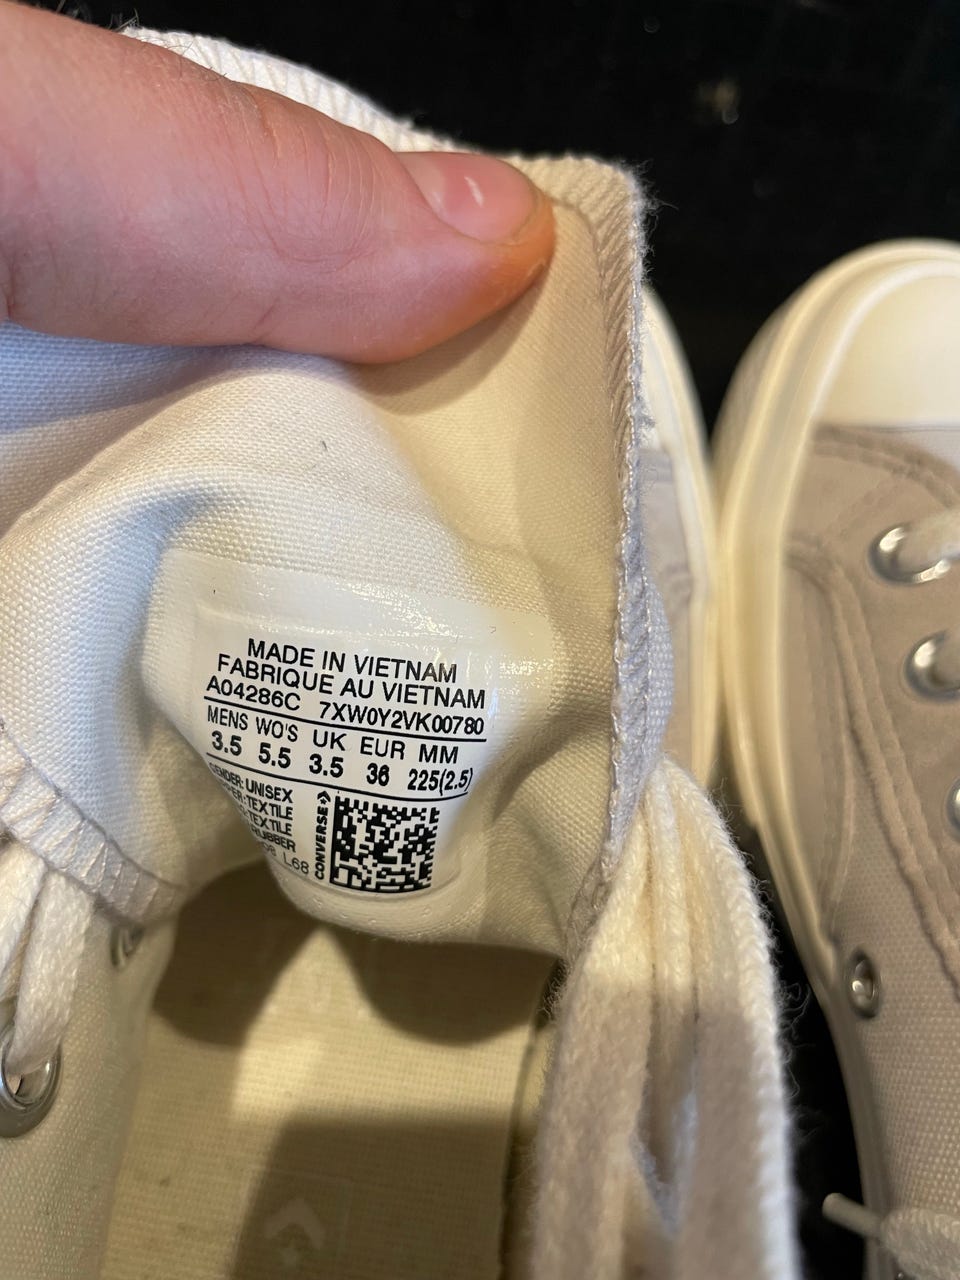 MADE IN VIETNAM
FABRIQUE AU VIETNAM
A04286C 7XW0Y2VK00780
MENS WO'S UK EUR MM
3.5 5.5 3.5 36 225(2.5)
GENDER: UNISEX
TEXTILE
TEXTILE
RUBBER
L68
CONVERSE